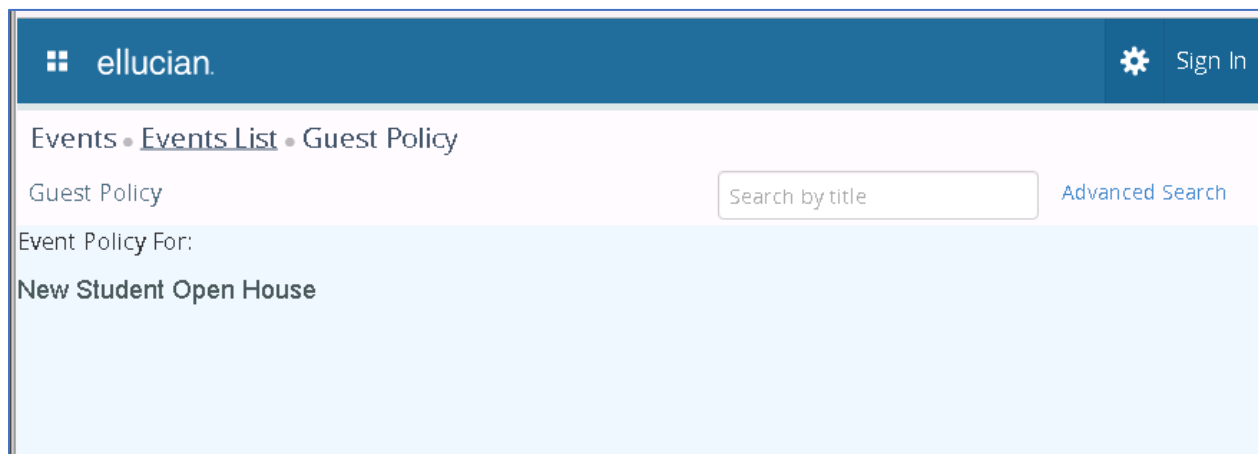 ellucian. Sign In
Events • Events List • Guest Policy
Guest Policy Search by title Advanced Search
Event Policy For:
New Student Open House